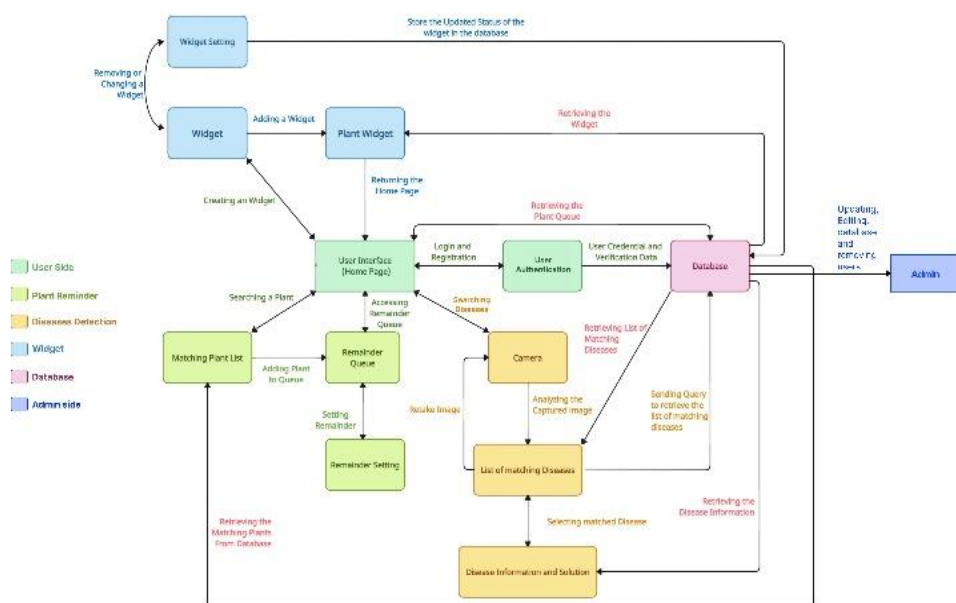 Store the Updated Status of the
widget in the database
Widget Setting
Removing or
Changing a
Widget
Widget
Adding a Widget
Plant Widget
Retrieving the
Widget
Returning the
Home Page
Creating an Widget
Retrieving the
Plant Queue
Updating,
Editing,
database
and
removing
users
User Interface
(Home Page)
Login and
Registration
User
Authentication
User Credential and
Verification Data
Database
Admin
User Side
Plant Reminder
Diseases Detection
Widget
Database
Admin side
Searching a Plant
Accessing
Remainder
Queue
Searching
Diseases
Retrieving List of
Matching
Diseases
Matching Plant List
Adding Plant
to Queue
Remainder
Queue
Camera
Retake Image
Analyzing the
Captured Image
Sending Query
to retrieve the
list of matching
diseases
Setting
Remainder
Remainder Setting
List of matching Diseases
Retrieving the
Disease Information
Retrieving the
Matching Plants
From Database
Selecting matched Disease
Disease Information and Solution